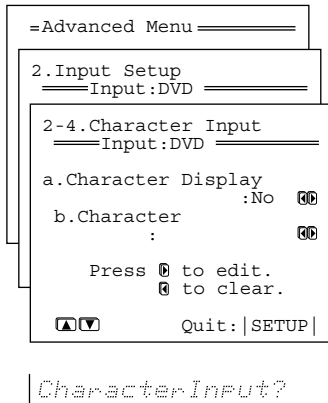 Advanced Menu
2.Input Setup
Input:DVD
2-4.Character Input
Input:DVD
a.Character Display
:No
b.Character
:
Press to edit.
to clear.
Quit:|SETUP|
CharacterInput?